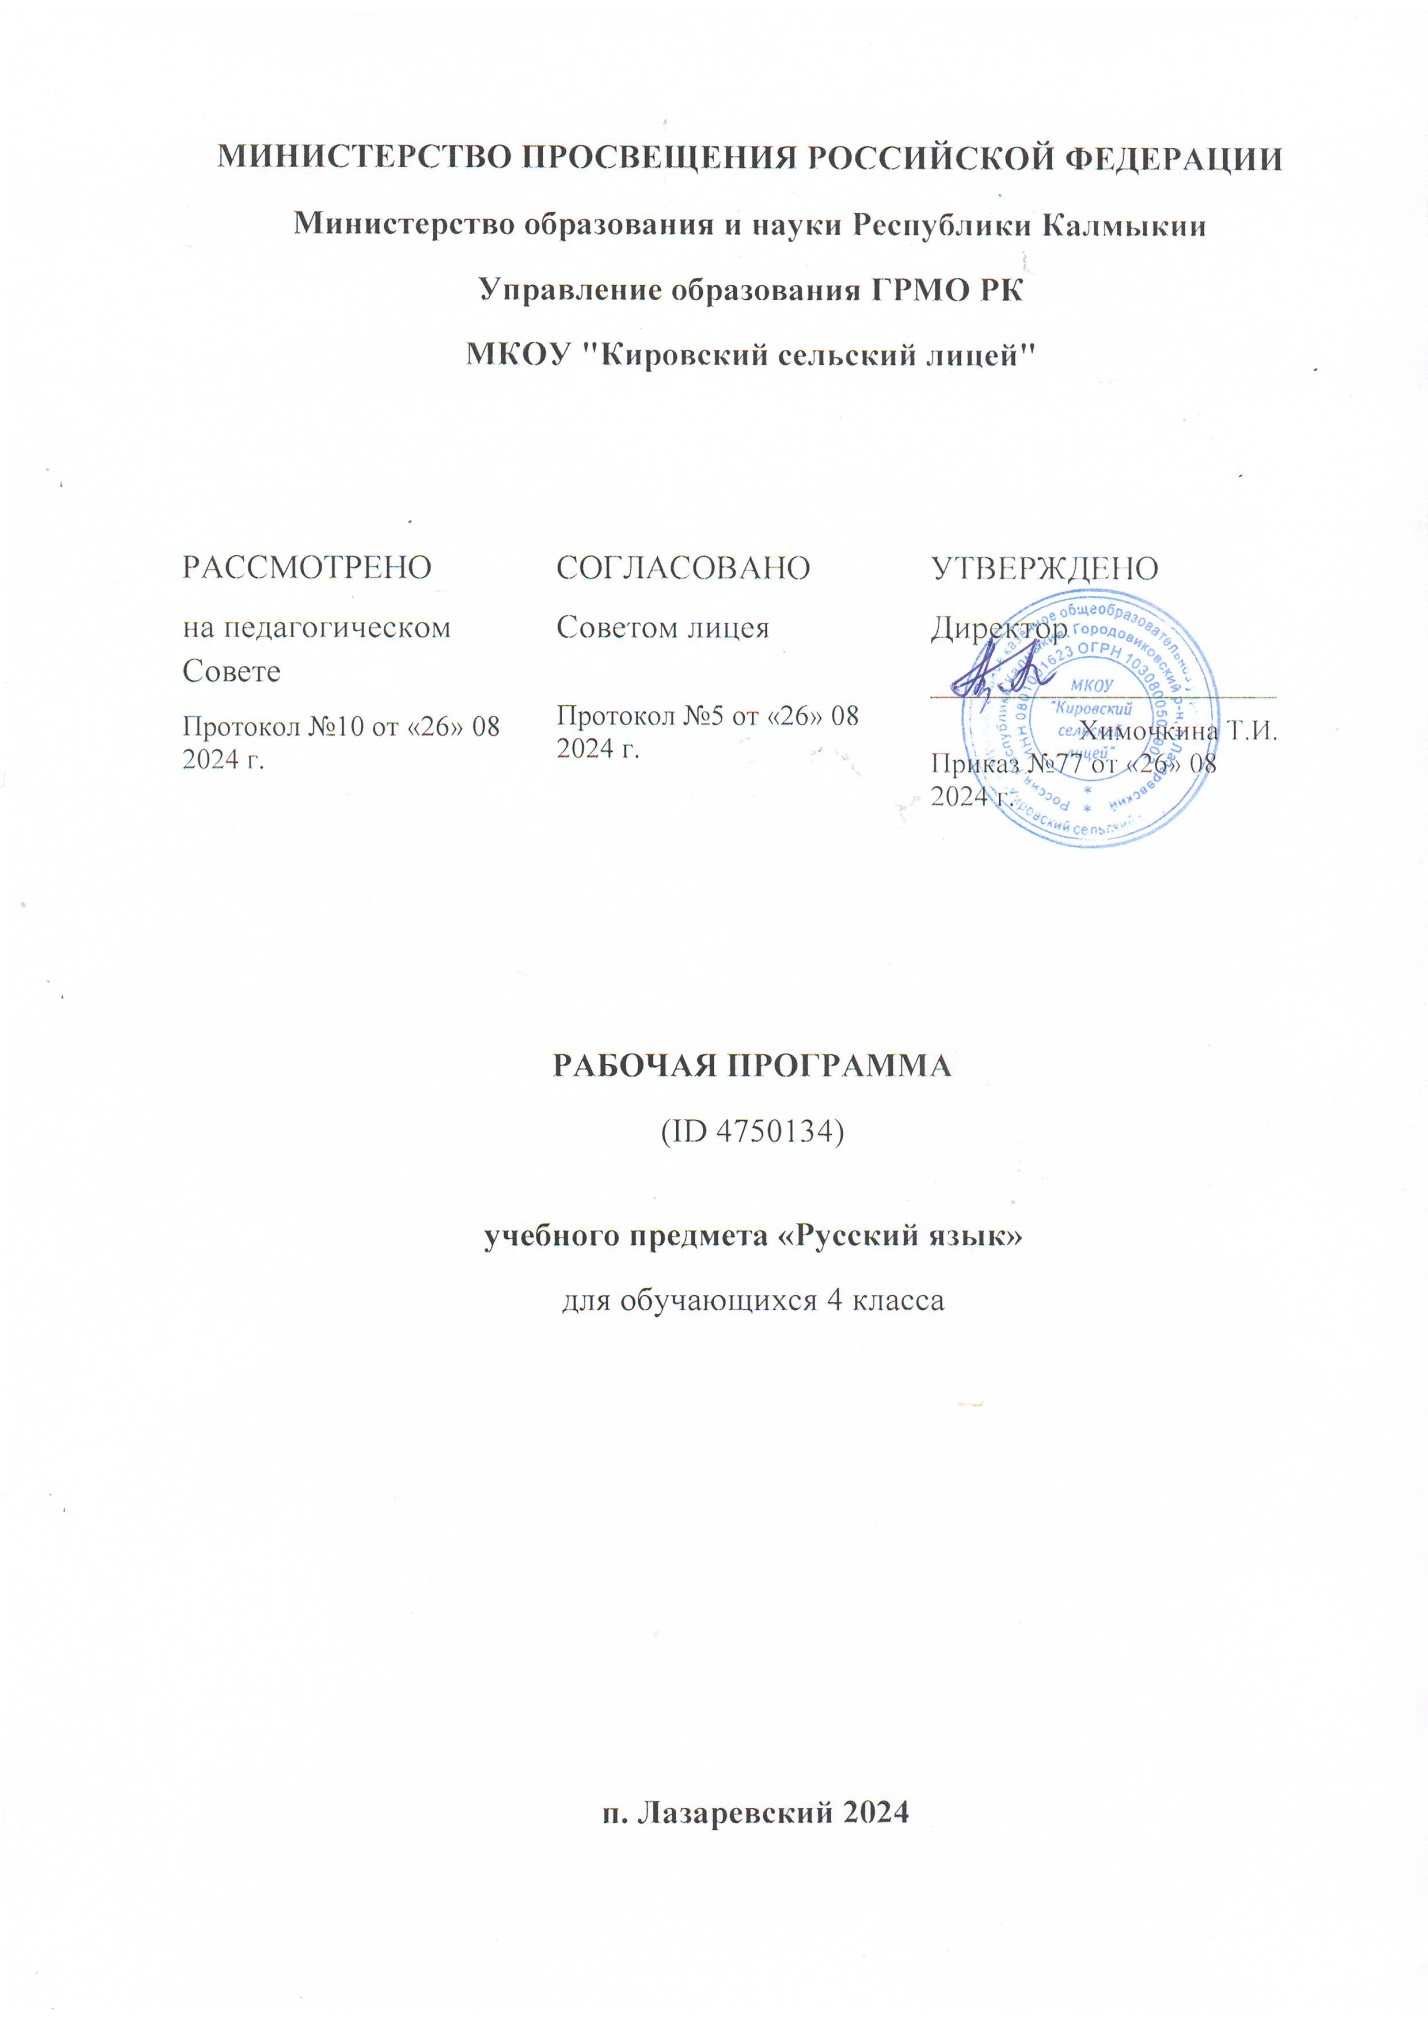 МИНИСТЕРСТВО ПРОСВЕЩЕНИЯ РОССИЙСКОЙ ФЕДЕРАЦИИ
Министерство образования и науки Республики Калмыкии
Управление образования ГРМО РК
МКОУ "Кировский сельский лицей"
РАССМОТРЕНО
на педагогическом
Совете
Протокол №10 от «26» 08
2024 г.
СОГЛАСОВАНО
Советом лицея
Протокол №5 от «26» 08
2024 г.
УТВЕРЖДЕНО
Директор
Химочкина Т.И.
Приказ №77 от «26» 08
2024 г.
МКОУ
"Кировский
сельский
лицей"
РАБОЧАЯ ПРОГРАММА
(ID 4750134)
учебного предмета «Русский язык»
для обучающихся 4 класса
п. Лазаревский 2024